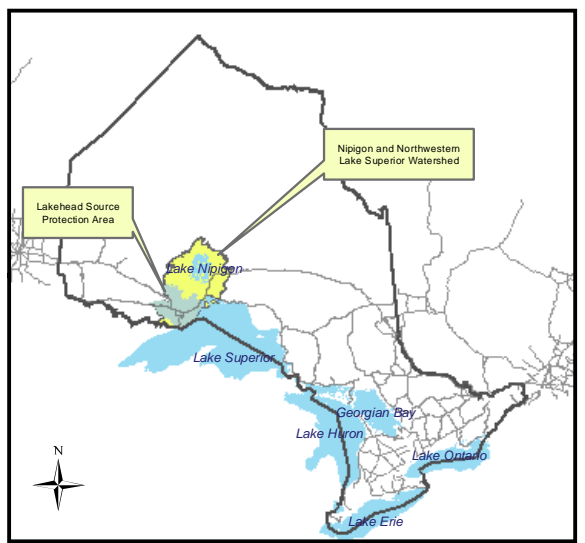 Nipigon and Northwestern
Lake Superior Watershed
Lakehead Source
Protection Area
Lake Nipigon
Lake Superior
Georgian Bay
Lake Huron
Lake Ontario
N
Lake Erie